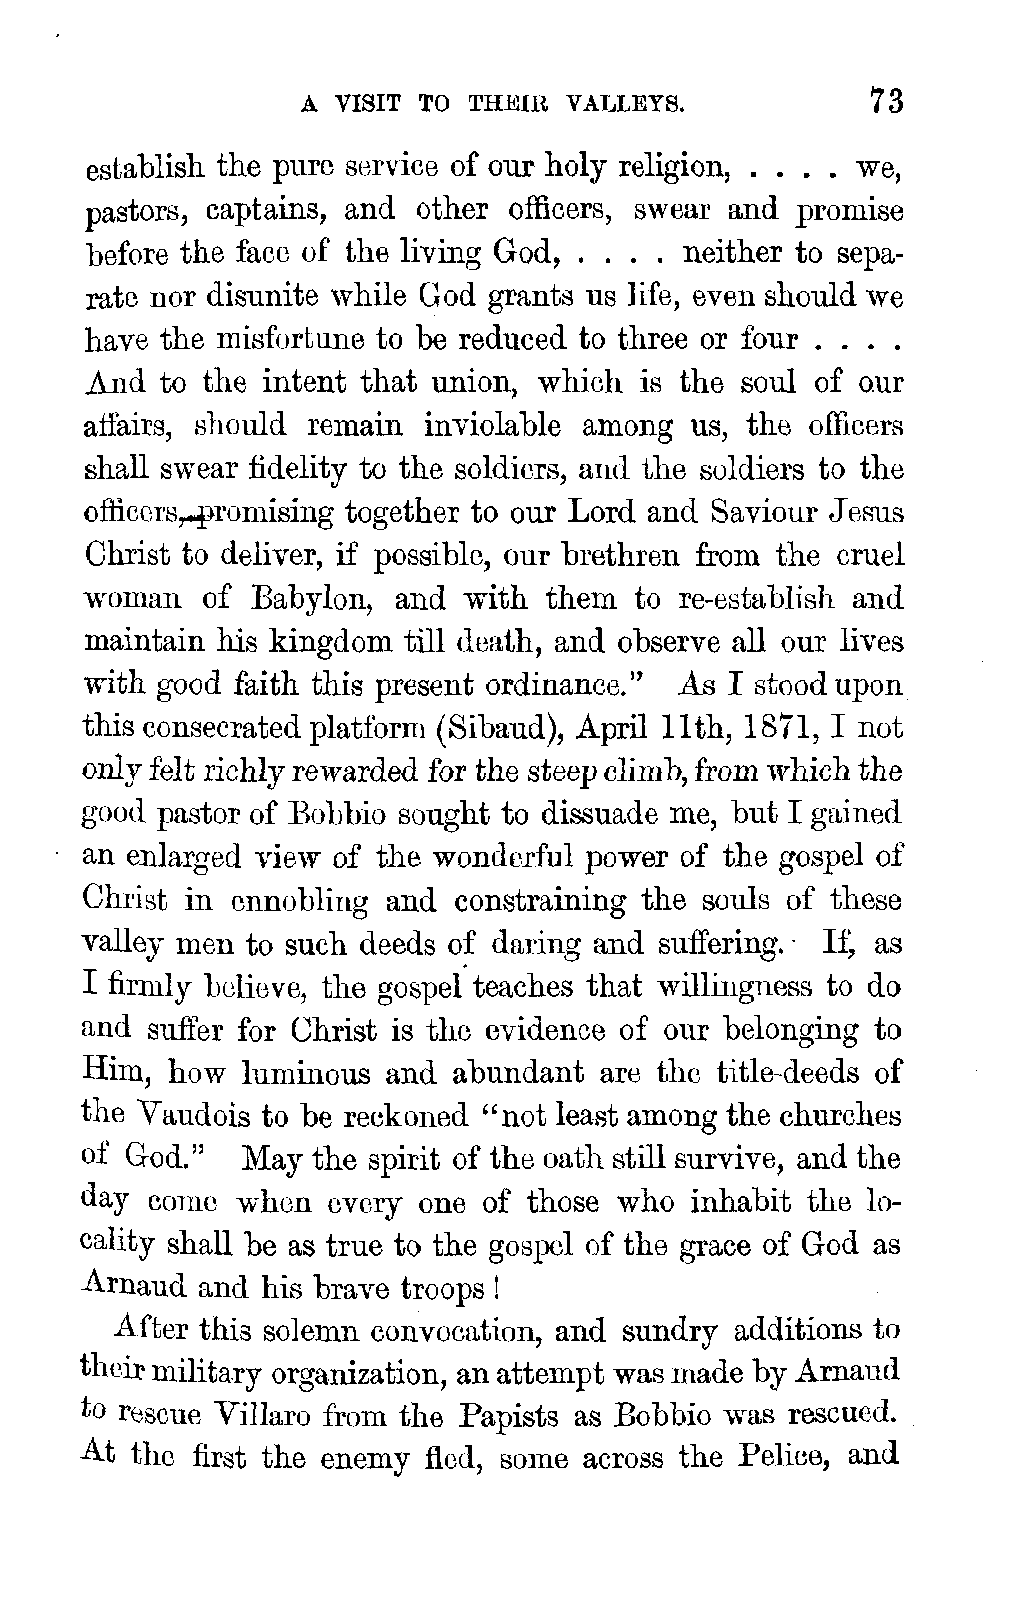 A VISIT TO THEIR VALLEYS. 73
establish the pure service of our holy religion, . . . . we,
pastors, captains, and other officers, swear and promise
before the face of the living God, . . . . neither to sepa-
rate nor disunite while God grants us life, even should we
have the misfortune to be reduced to three or four . . . .
And to the intent that union, which is the soul of our
affairs, should remain inviolable among us, the officers
shall swear fidelity to the soldiers, and the soldiers to the
officers, promising together to our Lord and Saviour Jesus
Christ to deliver, if possible, our brethren from the cruel
woman of Babylon, and with them to re-establish and
maintain his kingdom till death, and observe all our lives
with good faith this present ordinance." As I stood upon
this consecrated platform (Sibaud), April 11th, 1871, I not
only felt richly rewarded for the steep climb, from which the
good pastor of Bobbio sought to dissuade me, but I gained
an enlarged view of the wonderful power of the gospel of
Christ in ennobling and constraining the souls of these
valley men to such deeds of daring and suffering. If, as
I firmly believe, the gospel teaches that willingness to do
and suffer for Christ is the evidence of our belonging to
Him, how luminous and abundant are the title-deeds of
the Vaudois to be reckoned "not least among the churches
of God." May the spirit of the oath still survive, and the
day come when every one of those who inhabit the lo-
cality shall be as true to the gospel of the grace of God as
Arnaud and his brave troops!
After this solemn convocation, and sundry additions to
their military organization, an attempt was made by Arnaud
to rescue Villaro from the Papists as Bobbio was rescued.
At the first the enemy fled, some across the Pelice, and